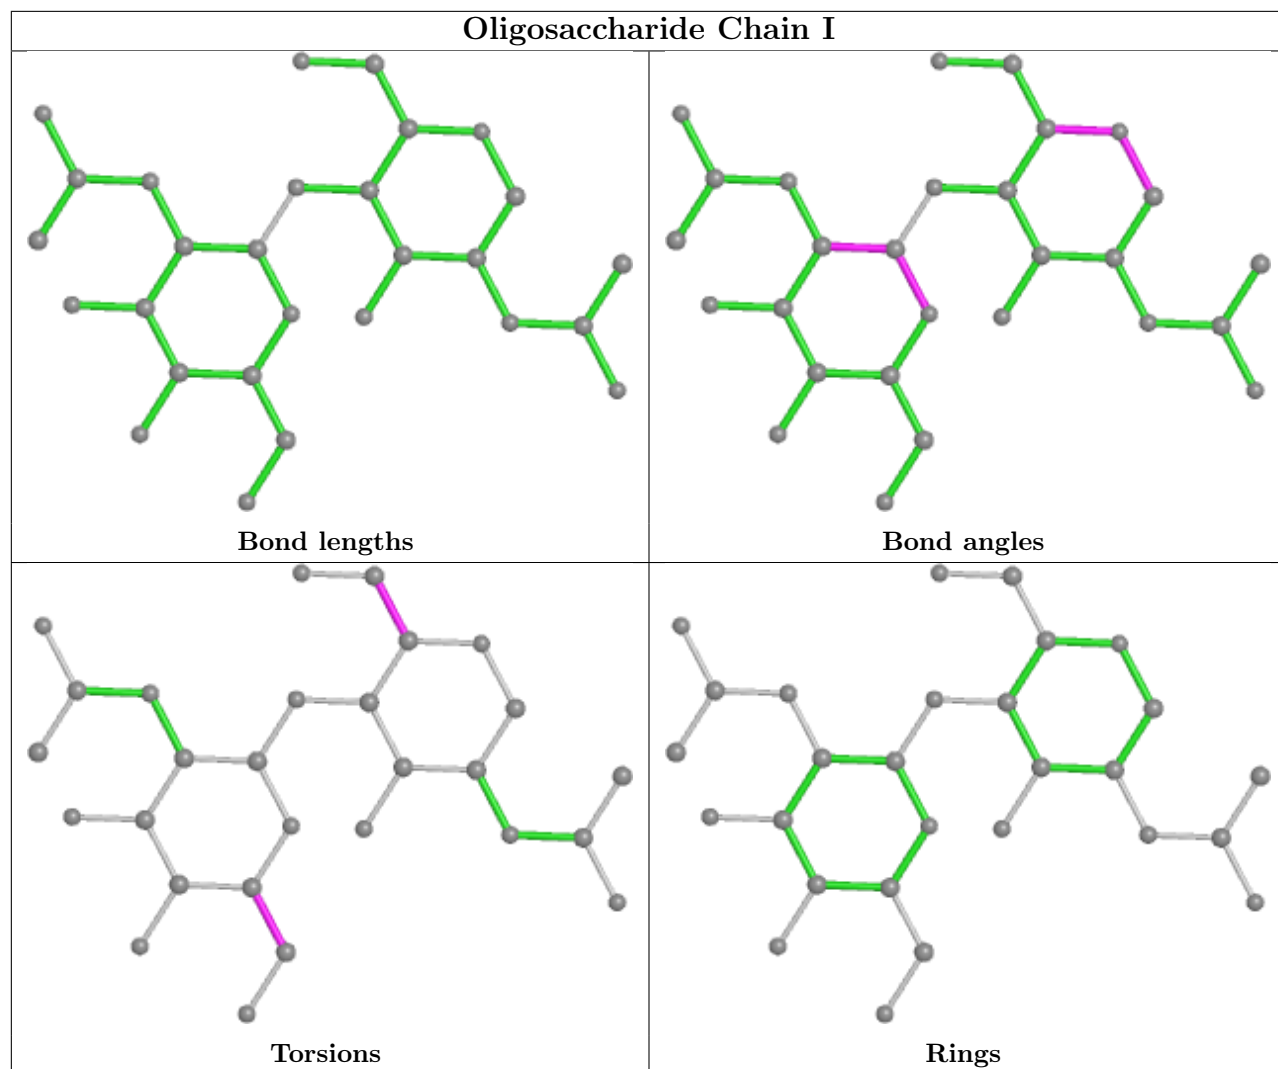 Oligosaccharide Chain I
Bond lengths
Bond angles
Torsions
Rings